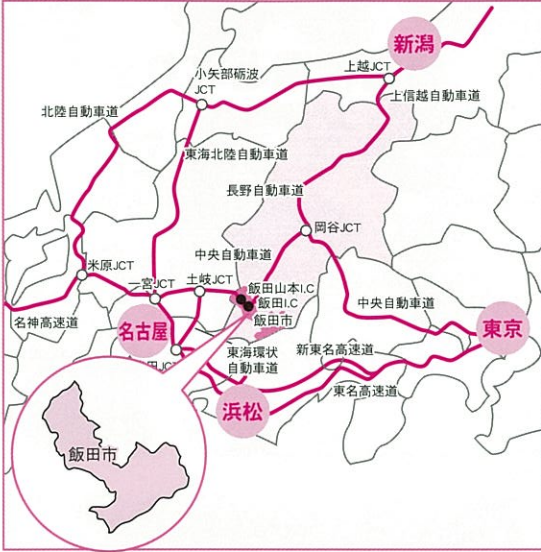 新潟
上越JCT
小矢部砺波
JCT
上信越自動車道
北陸自動車道
東海北陸自動車道
長野自動車道
岡谷JCT
中央自動車道
米原JCT
一宮JCT
土岐JCT
飯田山本I.C
飯田I.C
飯田市
中央自動車道
名神高速道
名古屋
東京
新東名高速道
東海環状
自動車道
東名高速道
浜松
飯田市